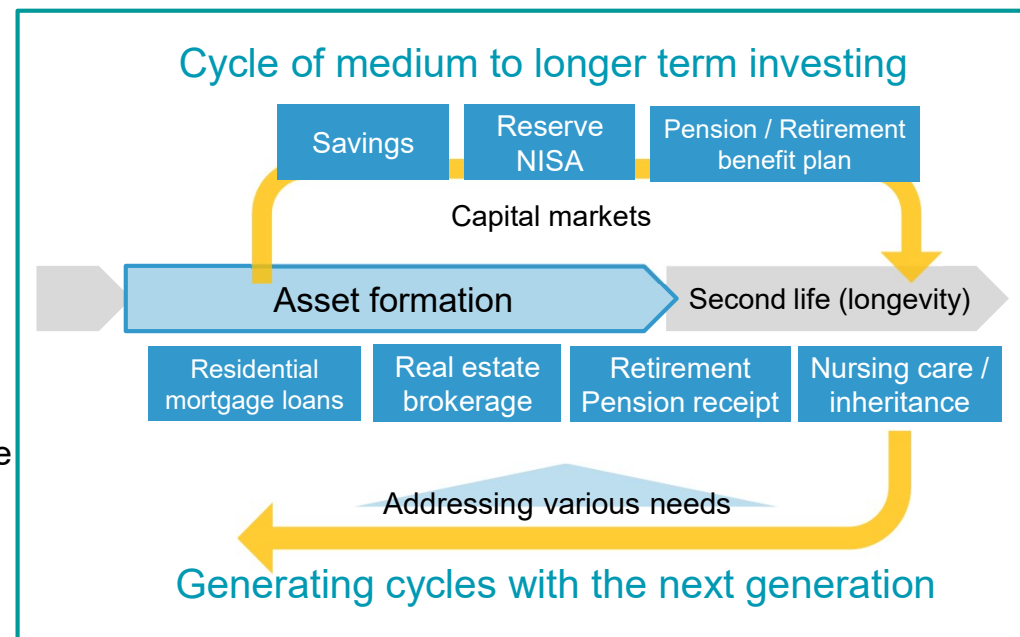 Cycle of medium to longer term investing
Savings
Reserve
NISA
Pension / Retirement
benefit plan
Capital markets
Asset formation
Second life (longevity)
Residential
mortgage loans
Real estate
brokerage
Retirement
Pension receipt
Nursing care /
inheritance
e
Addressing various needs
Generating cycles with the next generation